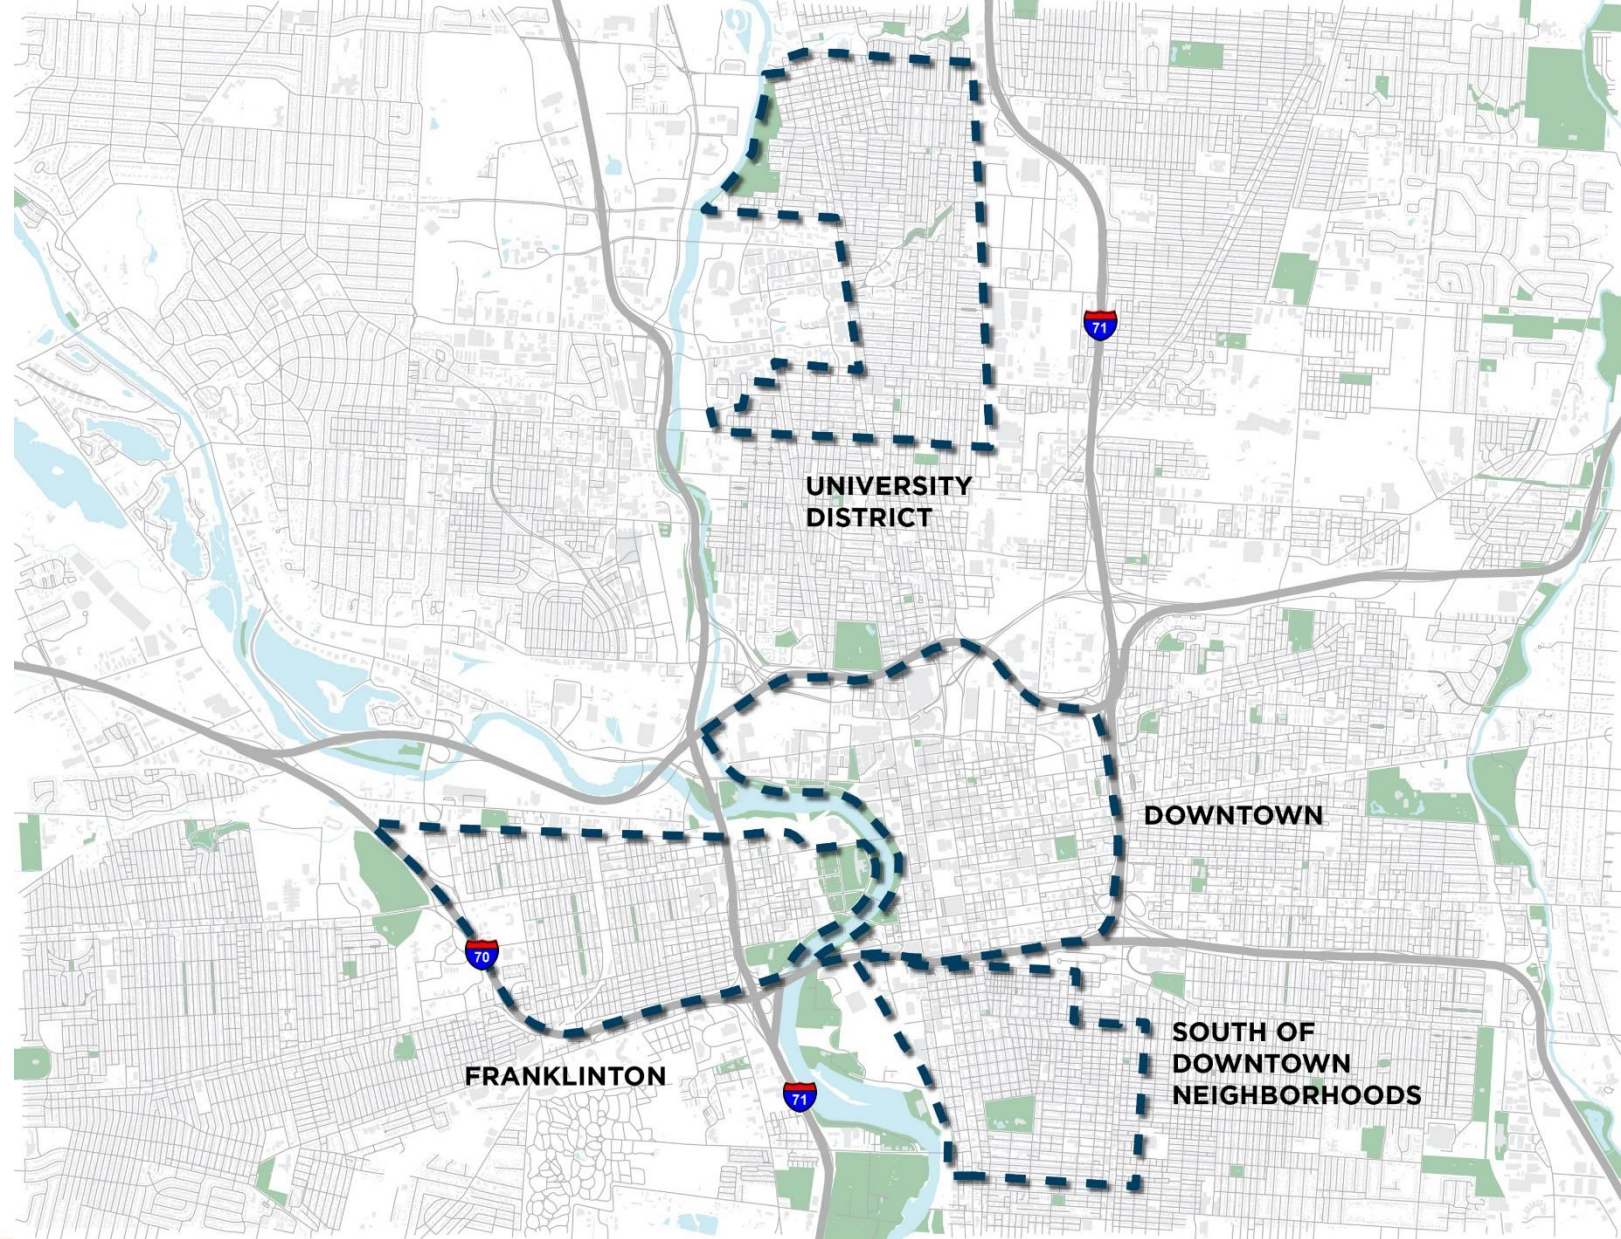 71
UNIVERSITY
DISTRICT
DOWNTOWN
70
SOUTH OF
DOWNTOWN
NEIGHBORHOODS
FRANKLINTON
71